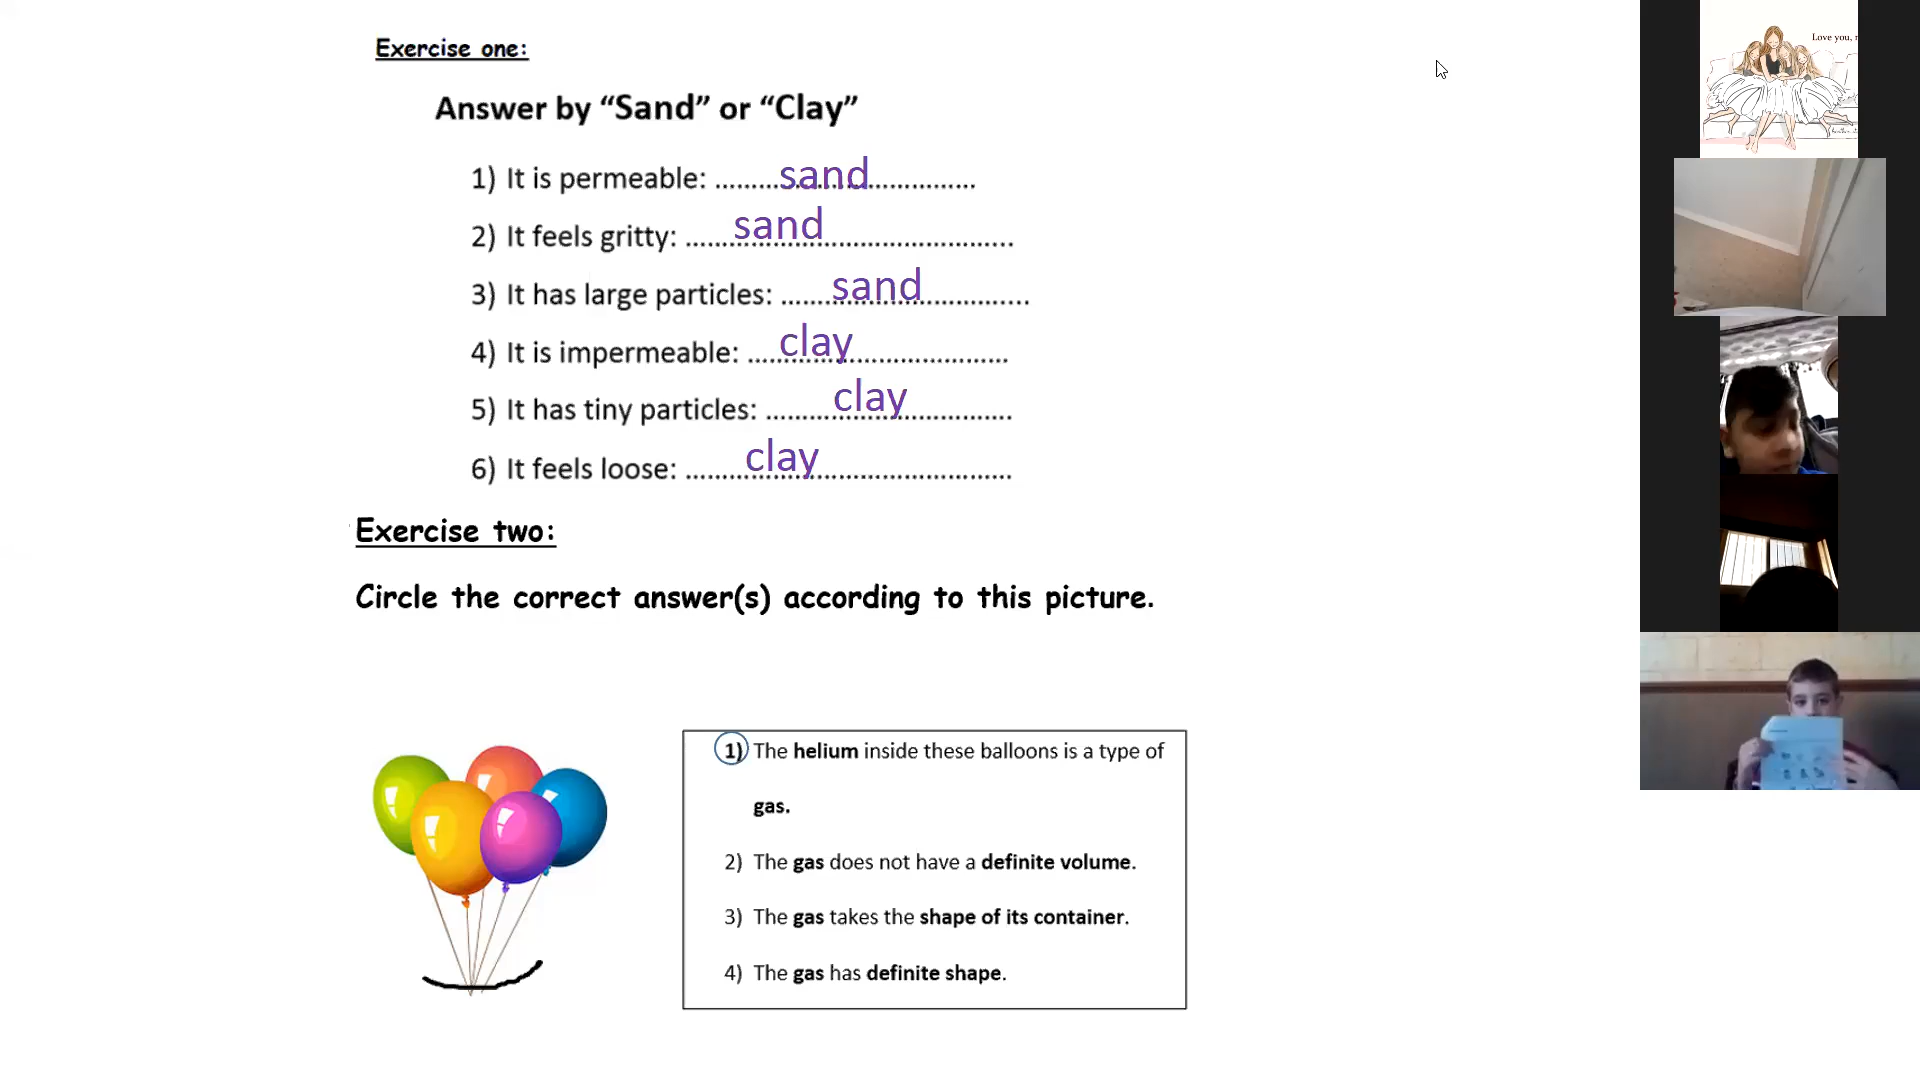 Exercise one:
Answer by “Sand” or “Clay”
1) It is permeable: .......sand............
2) It feels gritty: .....sand....................
3) It has large particles: .....sand............
4) It is impermeable: ...clay.................
5) It has tiny particles: ......clay............
6) It feels loose: .....clay....................
Exercise two:
Circle the correct answer(s) according to this picture.
1) The helium inside these balloons is a type of
gas.
2) The gas does not have a definite volume.
3) The gas takes the shape of its container.
4) The gas has definite shape.
Love you,